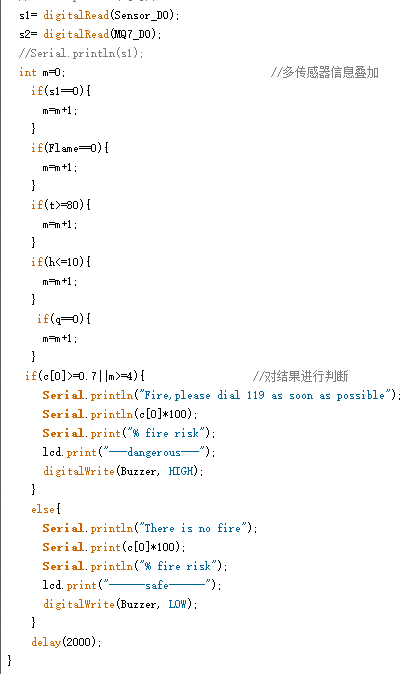 s1= digitalRead(Sensor_DO);
s2= digitalRead(MQ7_DO);
//Serial.println(s1);
int m=0; //多传感器信息叠加
if(s1==0){
m=m+1;
}
if(Flame==0){
m=m+1;
}
if(t>=80){
m=m+1;
}
if(h<=10){
m=m+1;
}
if(q==0){
m=m+1;
}
if(c[0]>=0.7||m>=4){ //对结果进行判断
Serial.println("Fire,please dial 119 as soon as possible");
Serial.println(c[0]*100);
Serial.print("% fire risk");
lcd.print("---dangerous---");
digitalWrite(Buzzer, HIGH);
}
else{
Serial.println("There is no fire");
Serial.print(c[0]*100);
Serial.println("% fire risk");
lcd.print("------safe------");
digitalWrite(Buzzer, LOW);
}
delay(2000);
}